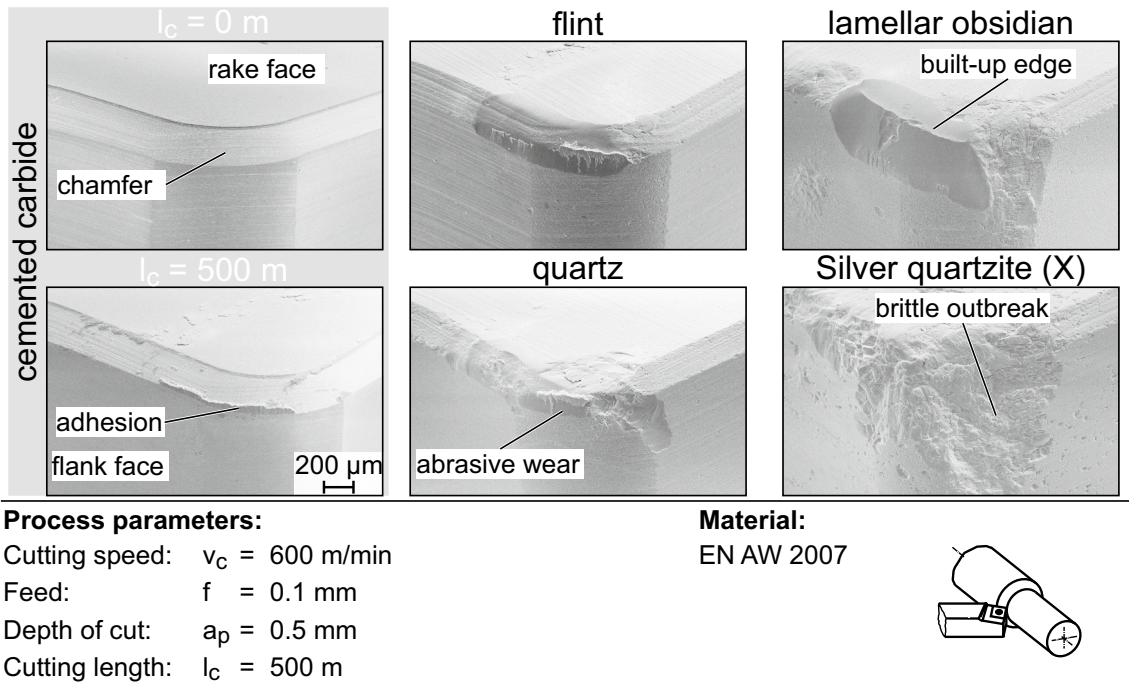 cemented carbide
l_c = 0 m
rake face
chamfer
flint
lamellar obsidian
built-up edge
l_c = 500 m
adhesion
flank face
200 µm
quartz
abrasive wear
Silver quartzite (X)
brittle outbreak
Process parameters:
Cutting speed: v_c = 600 m/min
Feed: f = 0.1 mm
Depth of cut: a_p = 0.5 mm
Cutting length: l_c = 500 m
Material:
EN AW 2007